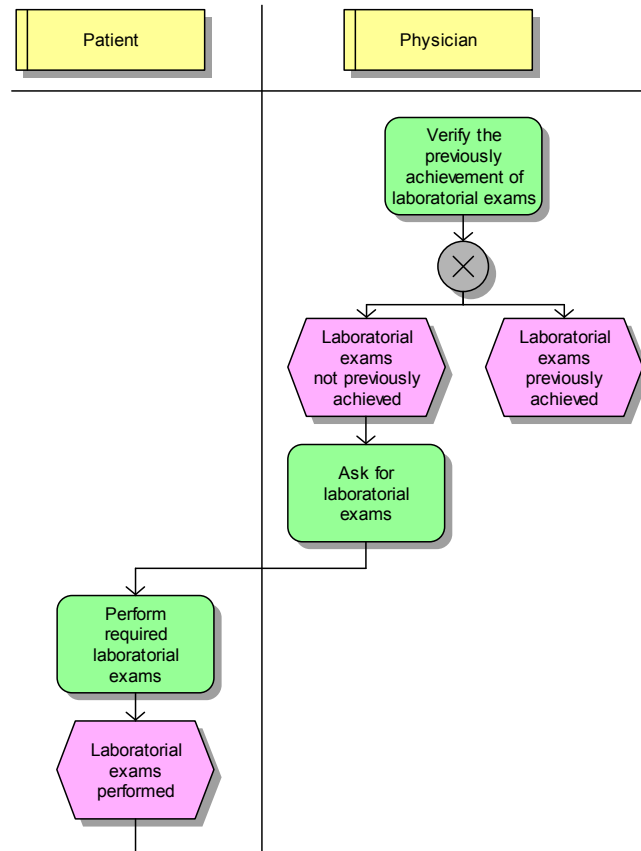 Patient
Physician
Verify the
previously
achievement of
laboratorial exams
Laboratorial
exams
not previously
achieved
Laboratorial
exams
previously
achieved
Ask for
laboratorial
exams
Perform
required
laboratorial
exams
Laboratorial
exams
performed